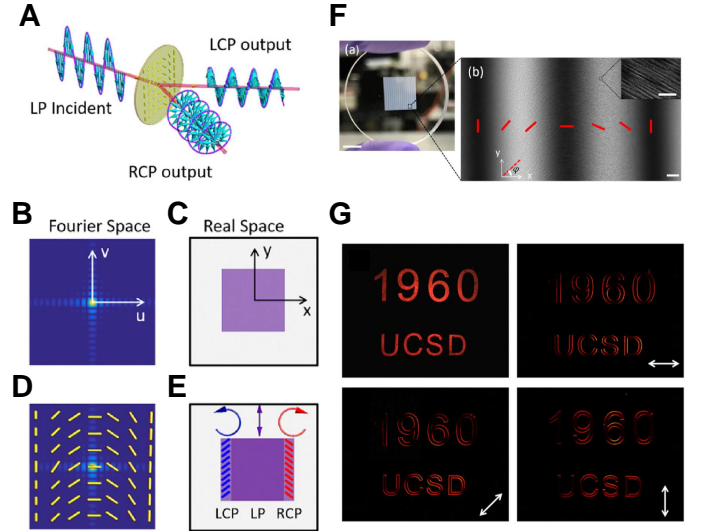 A
LP Incident
LCP output
RCP output
B
Fourier Space
v
u
C
Real Space
y
x
D
E
LCP LP RCP
F
(a)
(b)
y
x
φ
G
1960
UCSD
1960
UCSD
1960
UCSD
1960
UCSD